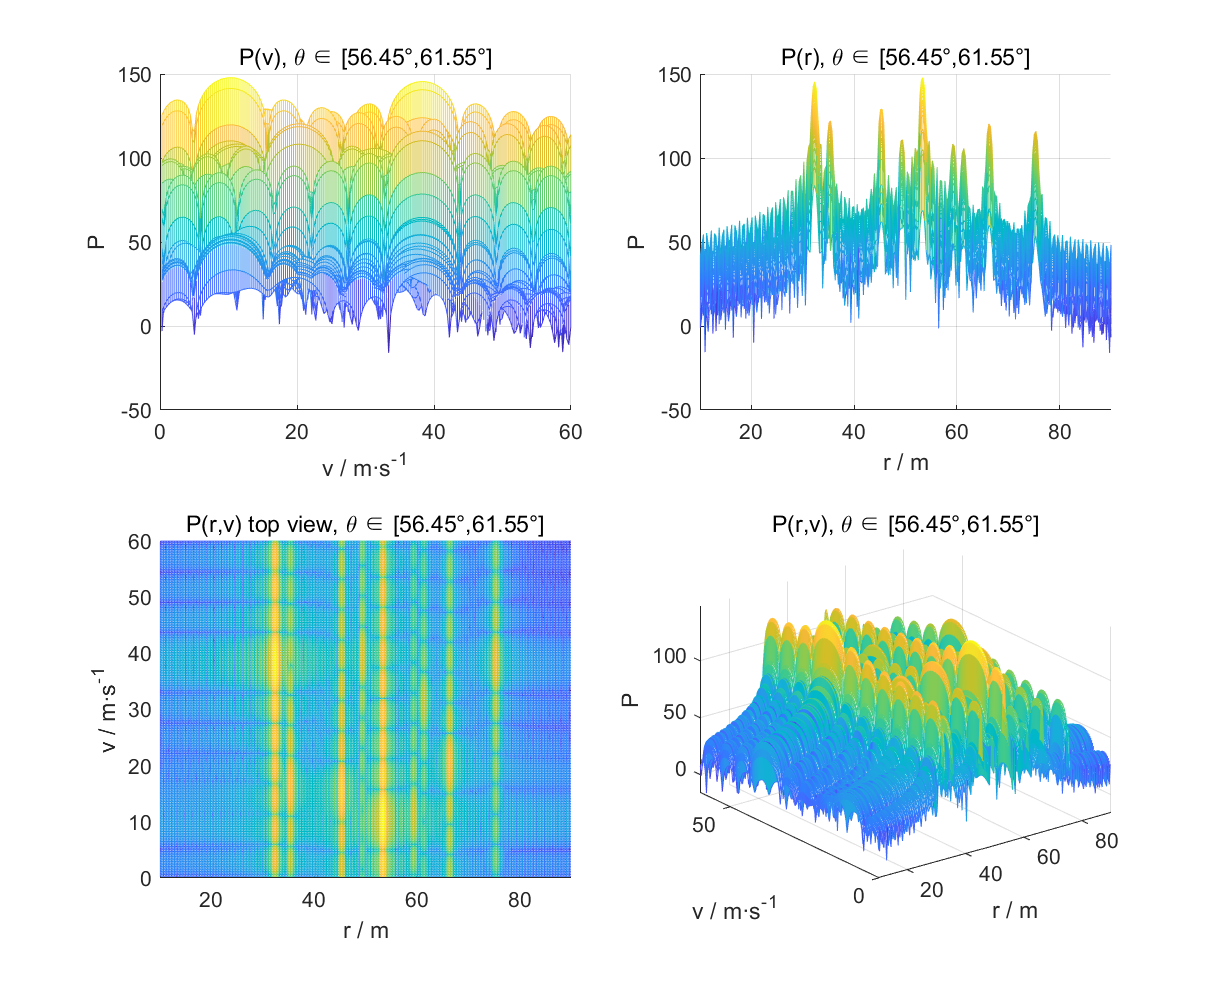 P(v), θ ∈ [56.45°,61.55°]
150
100
50
0
-50
P
0
20
40
60
v / m·s⁻¹
P(r), θ ∈ [56.45°,61.55°]
150
100
50
0
-50
P
20
40
60
80
r / m
P(r,v) top view, θ ∈ [56.45°,61.55°]
60
50
40
30
20
10
0
v / m·s⁻¹
20
40
60
80
r / m
P(r,v), θ ∈ [56.45°,61.55°]
100
50
0
P
50
0
v / m·s⁻¹
20
40
60
80
r / m